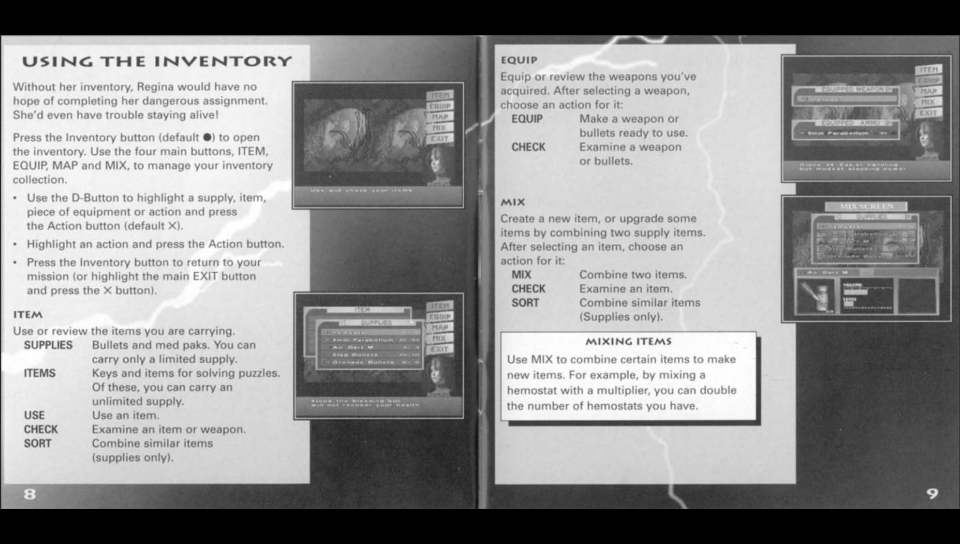 USING THE INVENTORY
Without her inventory, Regina would have no
hope of completing her dangerous assignment.
She'd even have trouble staying alive!
Press the Inventory button (default ●) to open
the inventory. Use the four main buttons, ITEM,
EQUIP, MAP and MIX, to manage your inventory
collection.
• Use the D-Button to highlight a supply, item,
piece of equipment or action and press
the Action button (default ✕).
• Highlight an action and press the Action button.
• Press the Inventory button to return to your
mission (or highlight the main EXIT button
and press the ✕ button).
ITEM
Use or review the items you are carrying.
SUPPLIES Bullets and med paks. You can
carry only a limited supply.
ITEMS Keys and items for solving puzzles.
Of these, you can carry an
unlimited supply.
USE Use an item.
CHECK Examine an item or weapon.
SORT Combine similar items
(supplies only).
8
ITEM
EQUIP
MAP
MIX
EXIT
Use and check your items
ITEM
SUPPLIES
9mm Parabellum
An. Dart M
Slag Bullets
Grenade Bullets
ITEM
EQUIP
MAP
MIX
EXIT
Stops the bleeding but
will not recover your health
EQUIP
Equip or review the weapons you've
acquired. After selecting a weapon,
choose an action for it:
EQUIP Make a weapon or
bullets ready to use.
CHECK Examine a weapon
or bullets.
MIX
Create a new item, or upgrade some
items by combining two supply items.
After selecting an item, choose an
action for it:
MIX Combine two items.
CHECK Examine an item.
SORT Combine similar items
(Supplies only).
MIXING ITEMS
Use MIX to combine certain items to make
new items. For example, by mixing a
hemostat with a multiplier, you can double
the number of hemostats you have.
EQUIPPED WEAPON
EQUIPPED AMMO
9mm Parabellum
ITEM
EQUIP
MAP
MIX
EXIT
Easier handling
but modest stopping power
MIX SCREEN
SUPPLIES
An. Dart M
VOLUME
LEVEL
9